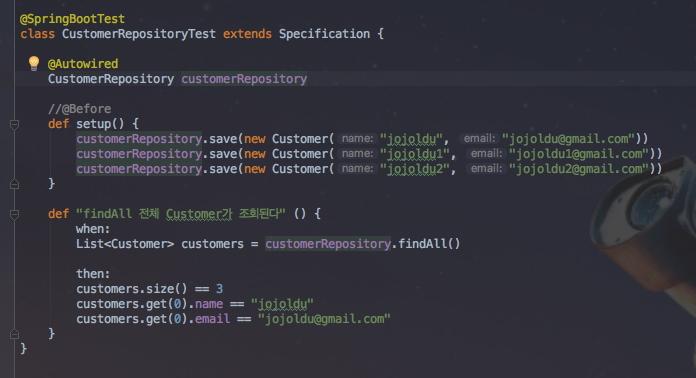 @SpringBootTest
class CustomerRepositoryTest extends Specification {
@Autowired
CustomerRepository customerRepository
//@Before
def setup() {
customerRepository.save(new Customer( name: "jojoldu", email: "jojoldu@gmail.com"))
customerRepository.save(new Customer( name: "jojoldu1", email: "jojoldu1@gmail.com"))
customerRepository.save(new Customer( name: "jojoldu2", email: "jojoldu2@gmail.com"))
}
def "findAll 전체 Customer가 조회된다" () {
when:
List<Customer> customers = customerRepository.findAll()
then:
customers.size() == 3
customers.get(0).name == "jojoldu"
customers.get(0).email == "jojoldu@gmail.com"
}
}